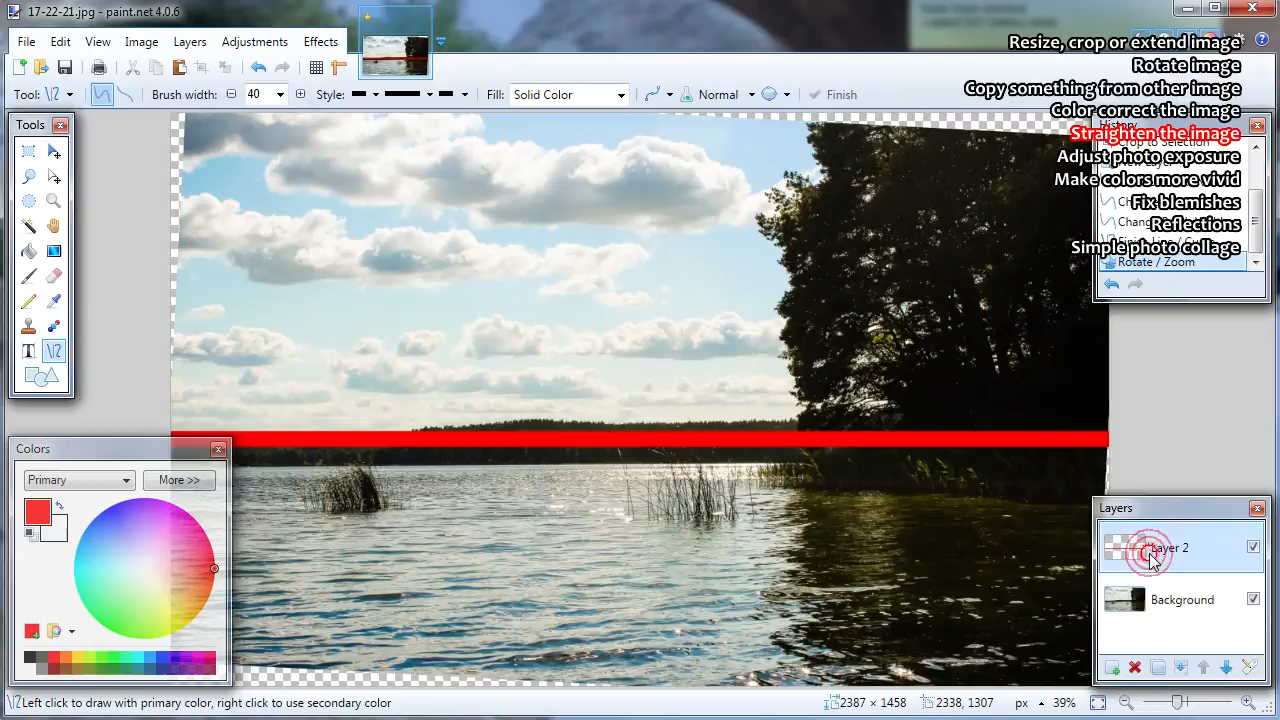 17-22-21.jpg - paint.net 4.0.6
File Edit View Image Layers Adjustments Effects
Resize, crop or extend image
Rotate image
Copy something from other image
Color correct the image
Straighten the image
Adjust photo exposure
Make colors more vivid
Fix blemishes
Reflections
Simple photo collage
Tool: Brush width: 40 Style: Fill: Solid Color Normal Finish
Tools
History
Crop to Selection
Rotate / Zoom
Colors
Primary More >>
Layers
Layer 2
Background
Left click to draw with primary color, right click to use secondary color 2387 × 1458 2338, 1307 px 39%